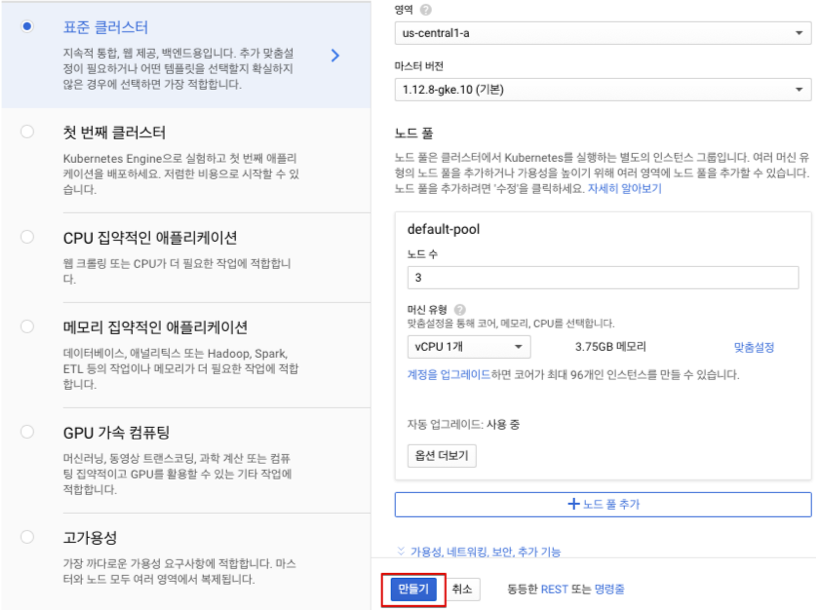 표준 클러스터
지속적 통합, 웹 제공, 백엔드용입니다. 추가 맞춤설
정이 필요하거나 어떤 템플릿을 선택할지 확실하지
않은 경우에 선택하면 가장 적합합니다.
첫 번째 클러스터
Kubernetes Engine으로 실험하고 첫 번째 애플리
케이션을 배포하세요. 저렴한 비용으로 시작할 수 있
습니다.
CPU 집약적인 애플리케이션
웹 크롤링 또는 CPU가 더 필요한 작업에 적합합니
다.
메모리 집약적인 애플리케이션
데이터베이스, 애널리틱스 또는 Hadoop, Spark,
ETL 등의 작업이나 메모리가 더 필요한 작업에 적합
합니다.
GPU 가속 컴퓨팅
머신러닝, 동영상 트랜스코딩, 과학 계산 또는 컴퓨
팅 집약적이고 GPU를 활용할 수 있는 기타 작업에
적합합니다.
고가용성
가장 까다로운 가용성 요구사항에 적합합니다. 마스
터와 노드 모두 여러 영역에서 복제됩니다.
영역
us-central1-a
마스터 버전
1.12.8-gke.10 (기본)
노드 풀
노드 풀은 클러스터에서 Kubernetes를 실행하는 별도의 인스턴스 그룹입니다. 여러 머신 유
형의 노드 풀을 추가하거나 가용성을 높이기 위해 여러 영역에 노드 풀을 추가할 수 있습니다.
노드 풀을 추가하려면 '수정'을 클릭하세요. 자세히 알아보기
default-pool
노드 수
3
머신 유형
맞춤설정을 통해 코어, 메모리, CPU를 선택합니다.
vCPU 1개 3.75GB 메모리 맞춤설정
계정을 업그레이드하면 코어가 최대 96개인 인스턴스를 만들 수 있습니다.
자동 업그레이드: 사용 중
옵션 더보기
+ 노드 풀 추가
가용성, 네트워킹, 보안, 추가 기능
만들기 취소 동등한 REST 또는 명령줄